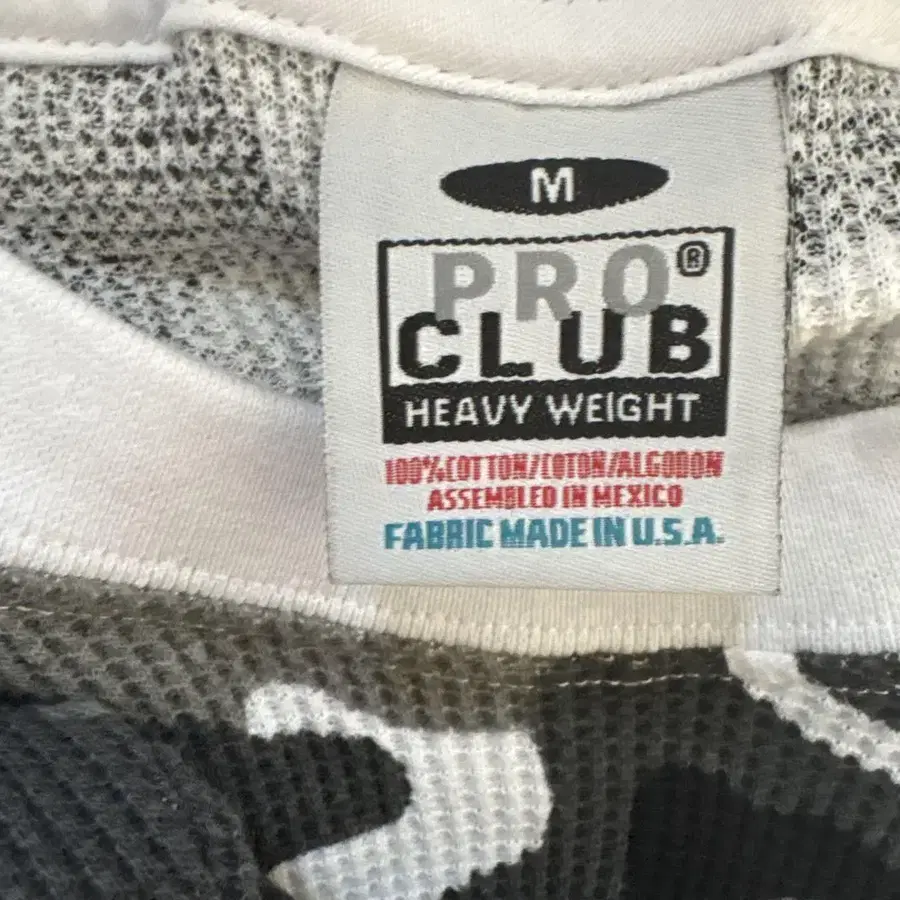 M
PRO®
CLUB
HEAVY WEIGHT
100%COTTON/COTON/ALGODON
ASSEMBLED IN MEXICO
FABRIC MADE IN U.S.A.